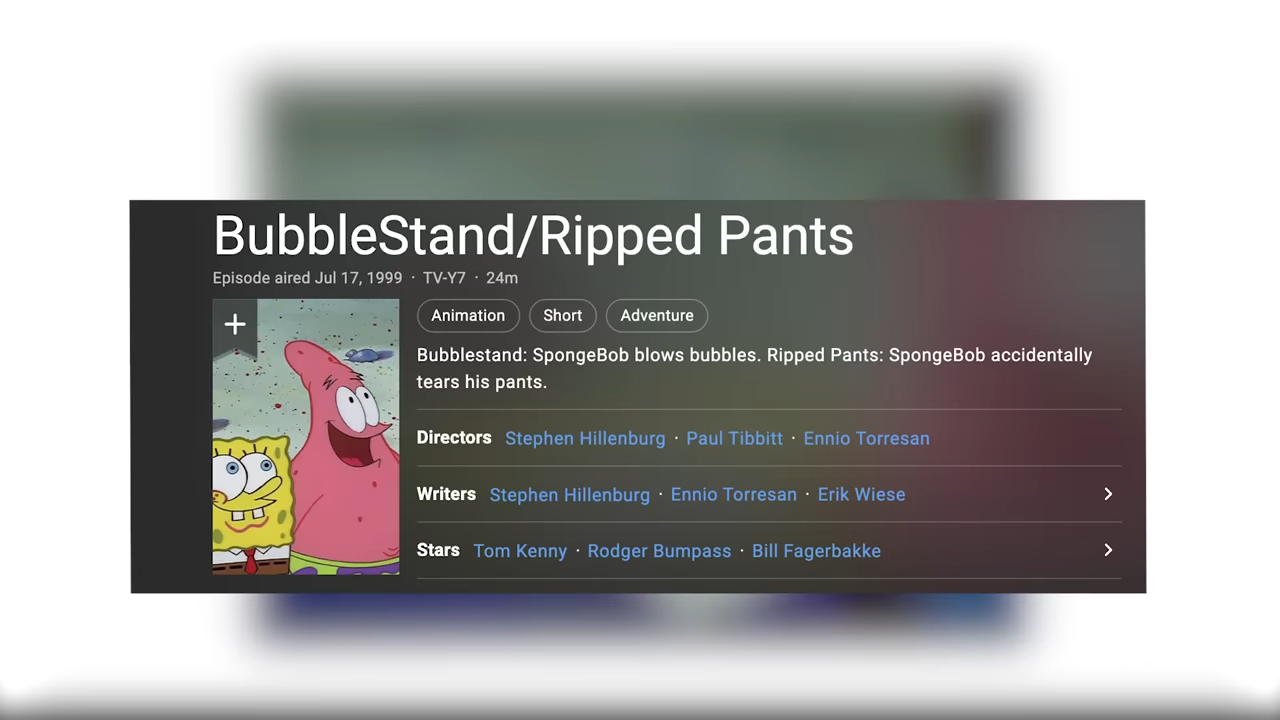 BubbleStand/Ripped Pants
Episode aired Jul 17, 1999 · TV-Y7 · 24m
Animation Short Adventure
Bubblestand: SpongeBob blows bubbles. Ripped Pants: SpongeBob accidentally
tears his pants.
Directors Stephen Hillenburg · Paul Tibbitt · Ennio Torresan
Writers Stephen Hillenburg · Ennio Torresan · Erik Wiese
Stars Tom Kenny · Rodger Bumpass · Bill Fagerbakke